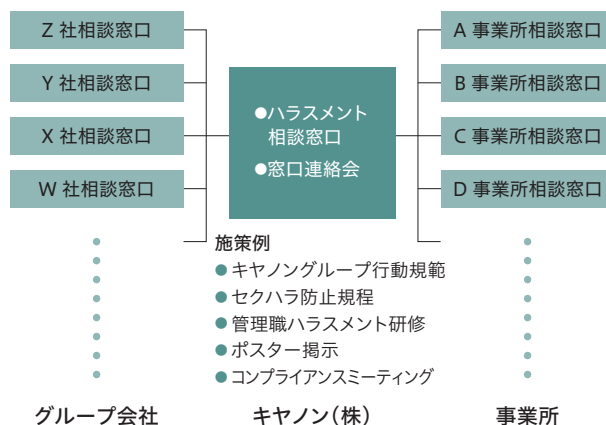 Z 社相談窓口
Y 社相談窓口
X 社相談窓口
W 社相談窓口
グループ会社
●ハラスメント
相談窓口
●窓口連絡会
施策例
●キヤノングループ行動規範
●セクハラ防止規程
●管理職ハラスメント研修
●ポスター掲示
●コンプライアンスミーティング
キヤノン（株）
A 事業所相談窓口
B 事業所相談窓口
C 事業所相談窓口
D 事業所相談窓口
事業所